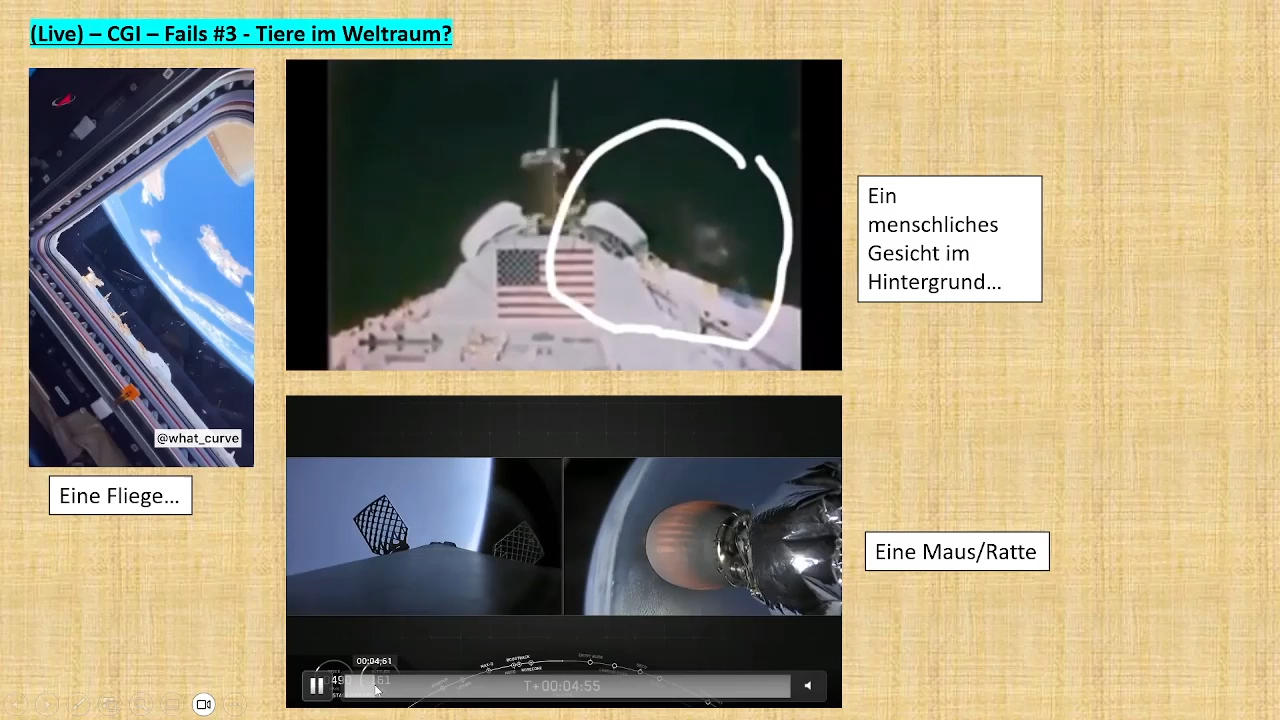 (Live) – CGI – Fails #3 - Tiere im Weltraum?
@what_curve
Eine Fliege...
Ein
menschliches
Gesicht im
Hintergrund...
Eine Maus/Ratte
00:04,61
T+00:04:55